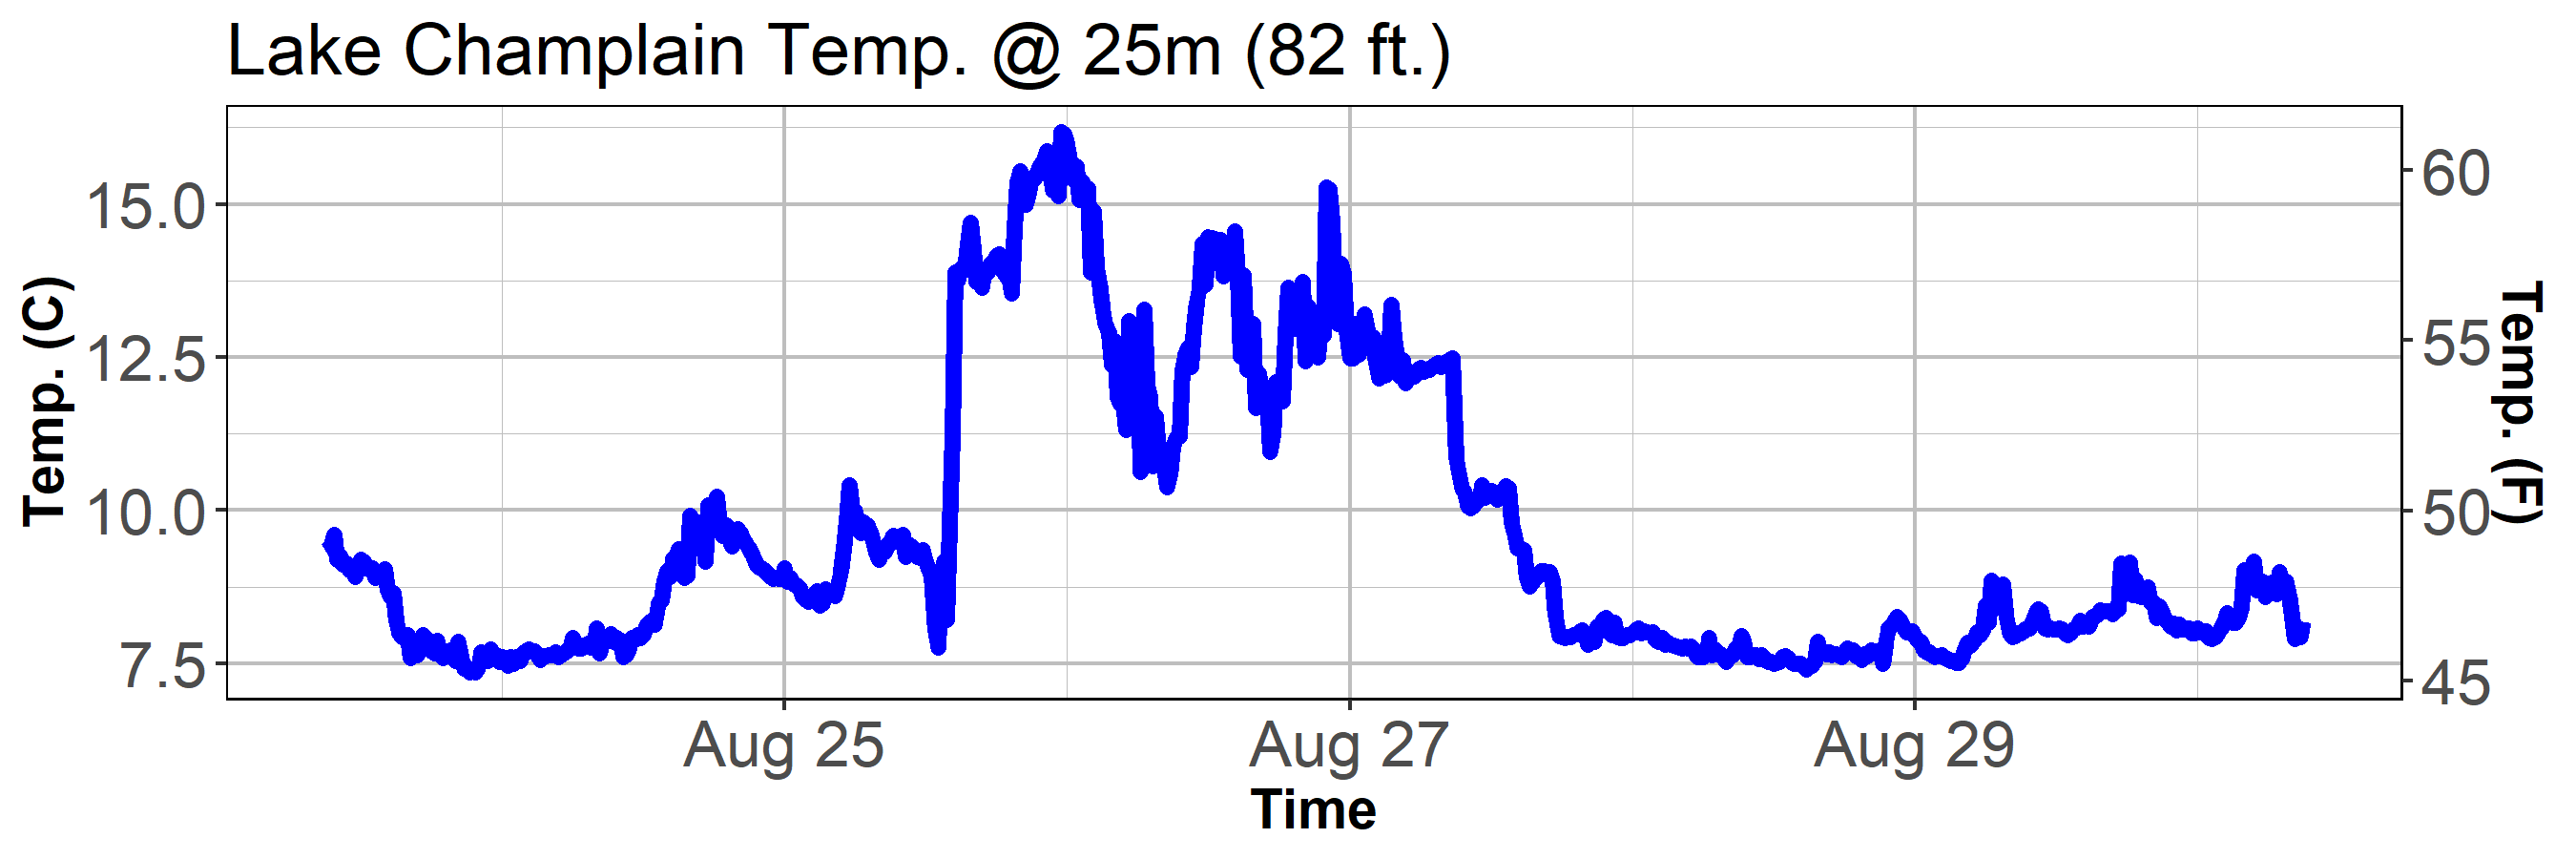 Lake Champlain Temp. @ 25m (82 ft.)
Temp. (C)
15.0
12.5
10.0
7.5
60
55
50
45
Temp. (F)
Aug 25
Aug 27
Aug 29
Time